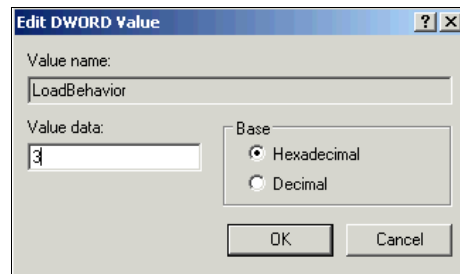 Edit DWORD Value
Value name:
LoadBehavior
Value data:
3
Base
Hexadecimal
Decimal
OK
Cancel